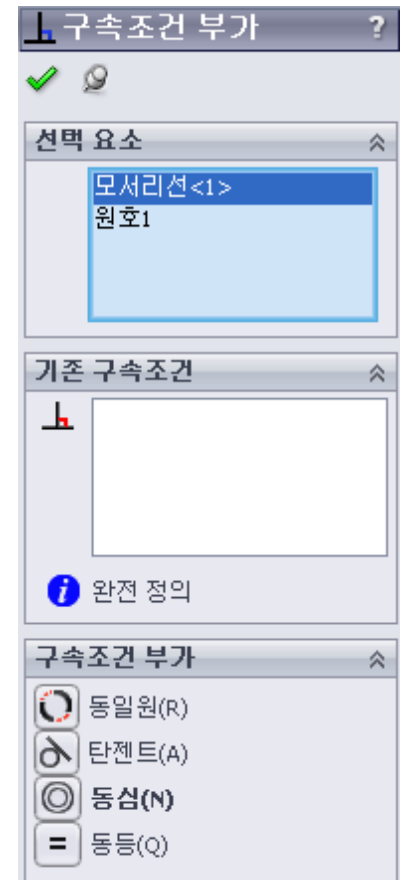 구속조건 부가 ?
선택 요소
모서리선<1>
원호1
기존 구속조건
완전 정의
구속조건 부가
동일원(R)
탄젠트(A)
동심(N)
동등(Q)